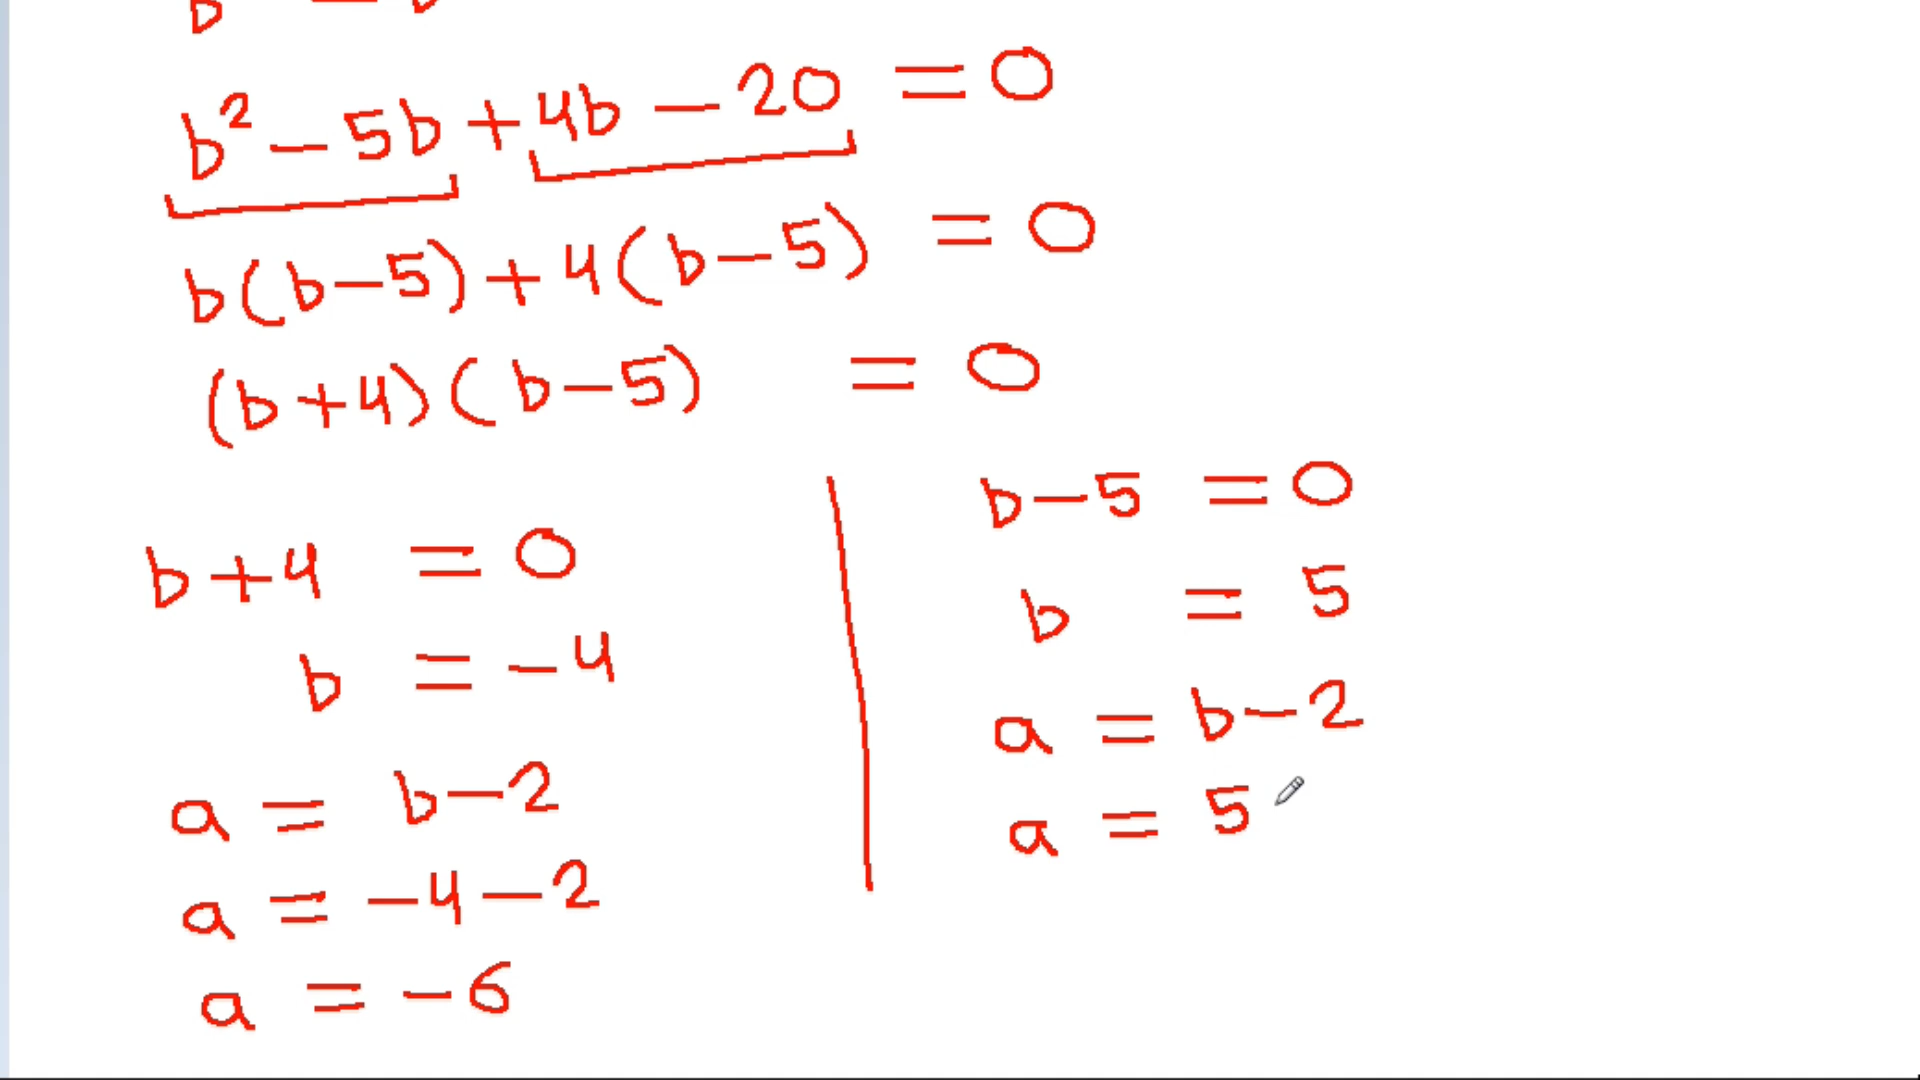 b² - 5b + 4b - 20 = 0
b(b-5) + 4(b-5) = 0
(b+4)(b-5) = 0
b+4 = 0
b = -4
a = b-2
a = -4-2
a = -6
b-5 = 0
b = 5
a = b-2
a = 5